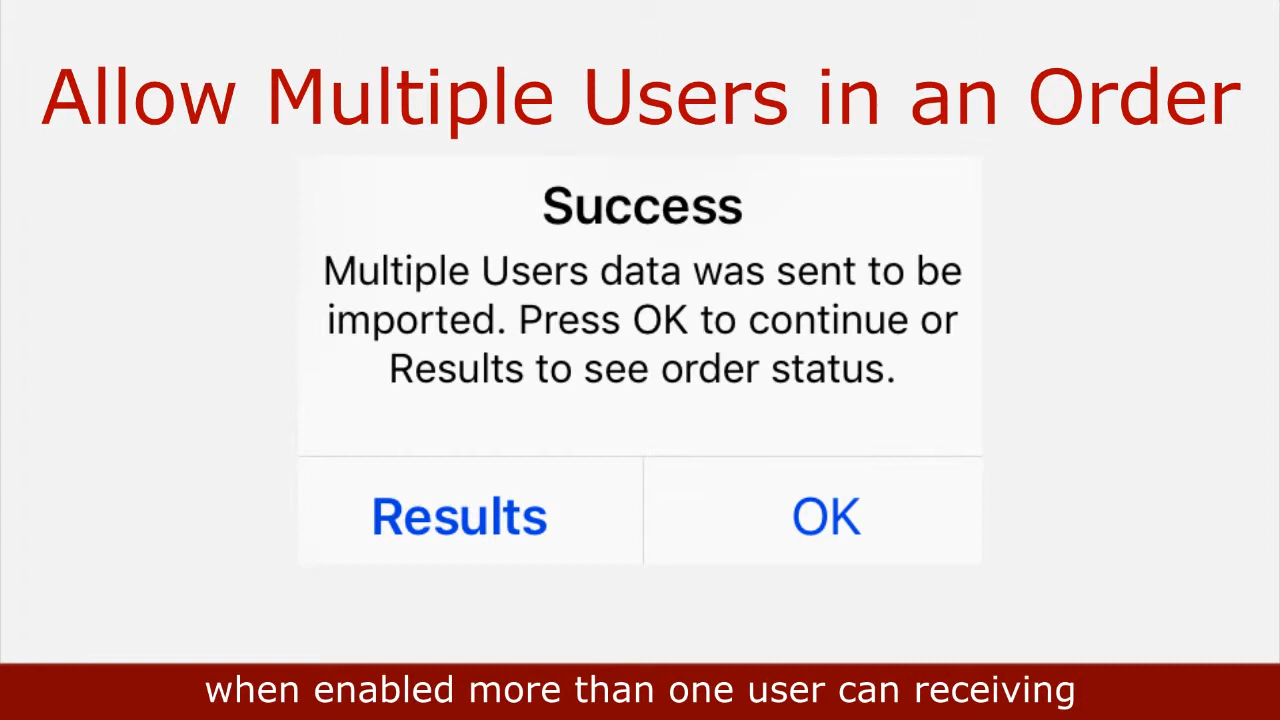 Allow Multiple Users in an Order
Success
Multiple Users data was sent to be
imported. Press OK to continue or
Results to see order status.
Results
OK
when enabled more than one user can receiving